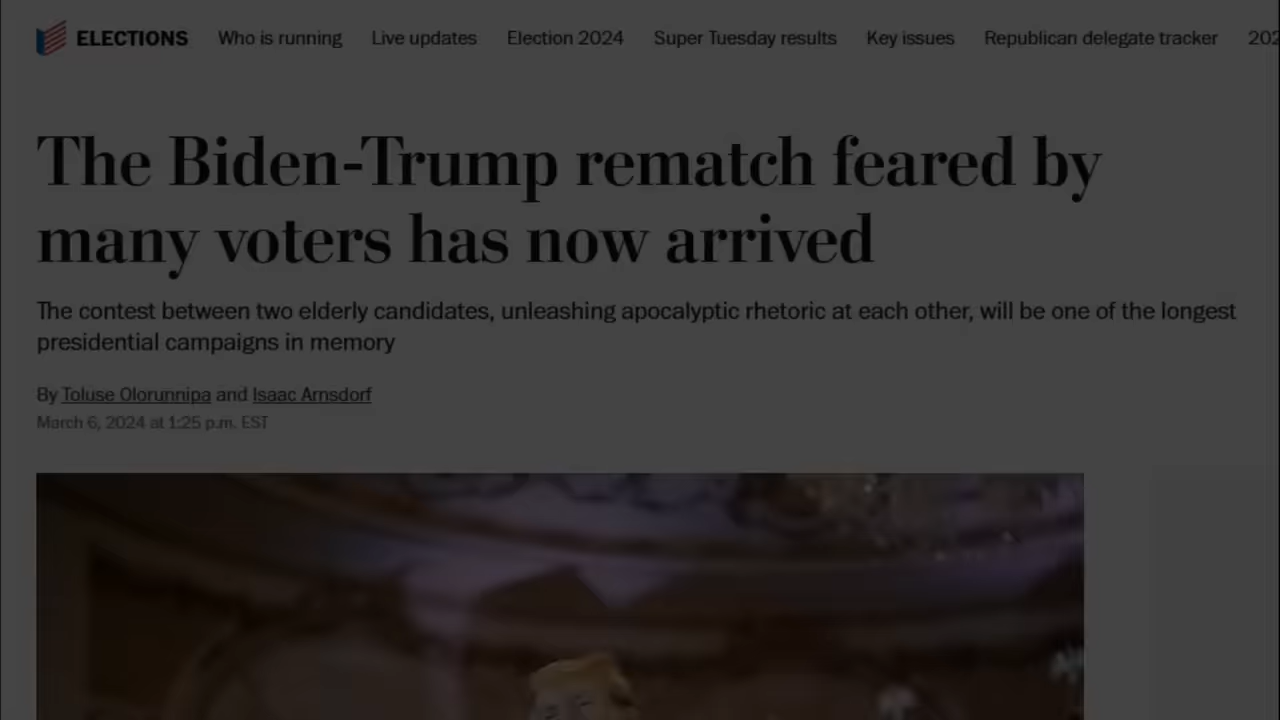 ELECTIONS Who is running Live updates Election 2024 Super Tuesday results Key issues Republican delegate tracker 202
The Biden-Trump rematch feared by
many voters has now arrived
The contest between two elderly candidates, unleashing apocalyptic rhetoric at each other, will be one of the longest
presidential campaigns in memory
By Toluse Olorunnipa and Isaac Arnsdorf
March 6, 2024 at 1:25 p.m. EST